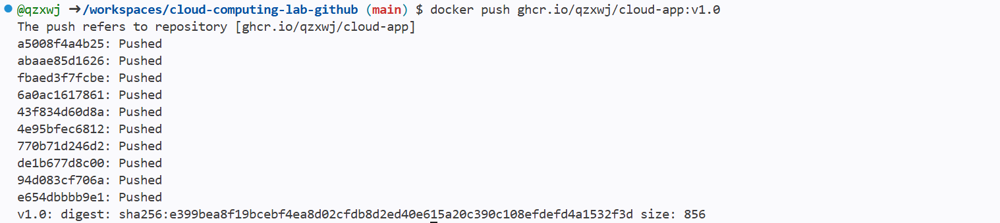 @qzxwj ➜/workspaces/cloud-computing-lab-github (main) $ docker push ghcr.io/qzxwj/cloud-app:v1.0
The push refers to repository [ghcr.io/qzxwj/cloud-app]
a5008f4a4b25: Pushed
abaae85d1626: Pushed
fbaed3f7fcbe: Pushed
6a0ac1617861: Pushed
43f834d60d8a: Pushed
4e95bfec6812: Pushed
770b71d246d2: Pushed
de1b677d8c00: Pushed
94d083cf706a: Pushed
e654dbbbb9e1: Pushed
v1.0: digest: sha256:e399bea8f19bcebf4ea8d02cfdb8d2ed40e615a20c390c108efdefd4a1532f3d size: 856